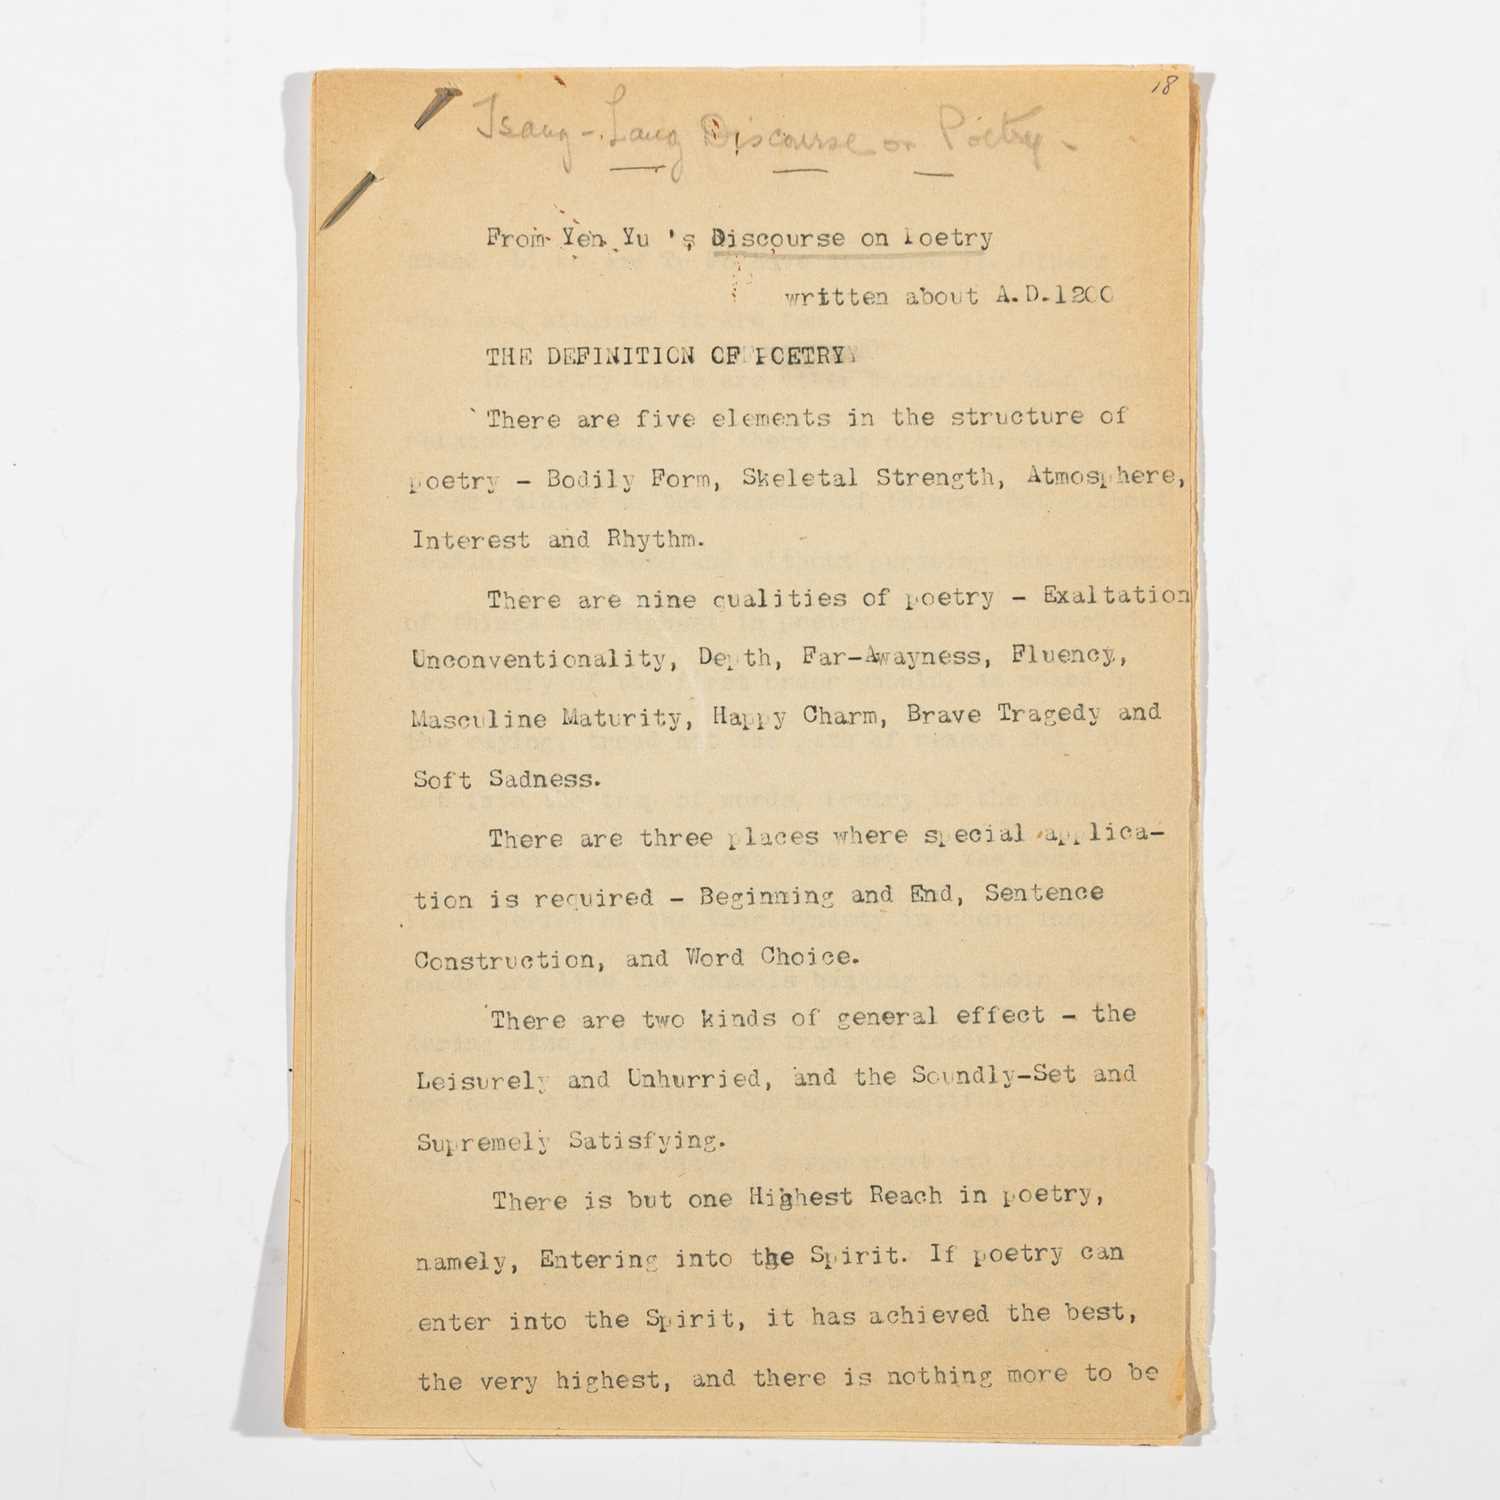 18
Tsang-Lang Discourse on Poetry -
From Yen Yu 's Discourse on Poetry
written about A.D.1200
THE DEFINITION OF POETRY
There are five elements in the structure of
poetry - Bodily Form, Skeletal Strength, Atmosphere,
Interest and Rhythm.
There are nine qualities of poetry - Exaltation
Unconventionality, Depth, Far-Awayness, Fluency,
Masculine Maturity, Happy Charm, Brave Tragedy and
Soft Sadness.
There are three places where special applica-
tion is required - Beginning and End, Sentence
Construction, and Word Choice.
There are two kinds of general effect - the
Leisurely and Unhurried, and the Soundly-Set and
Supremely Satisfying.
There is but one Highest Reach in poetry,
namely, Entering into the Spirit. If poetry can
enter into the Spirit, it has achieved the best,
the very highest, and there is nothing more to be